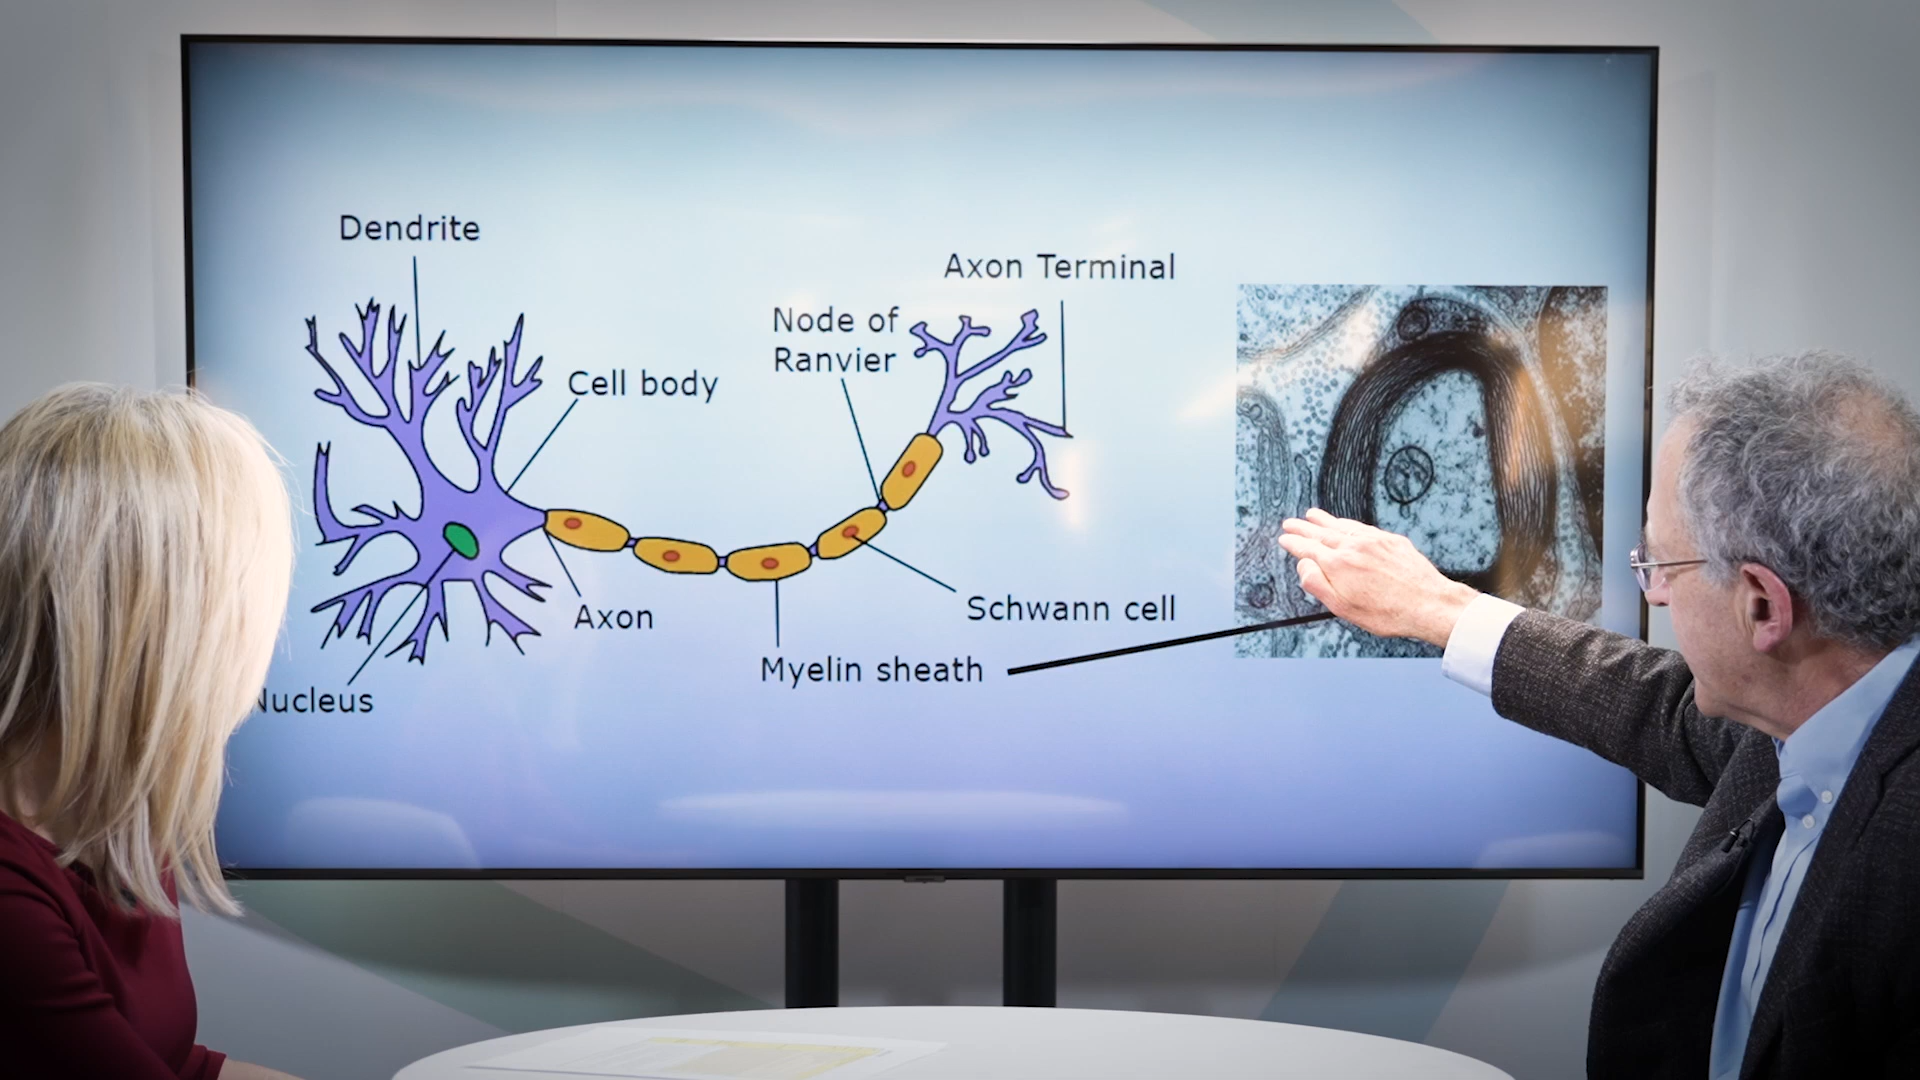 Dendrite
Axon Terminal
Node of
Ranvier
Cell body
Schwann cell
Axon
Myelin sheath
Nucleus